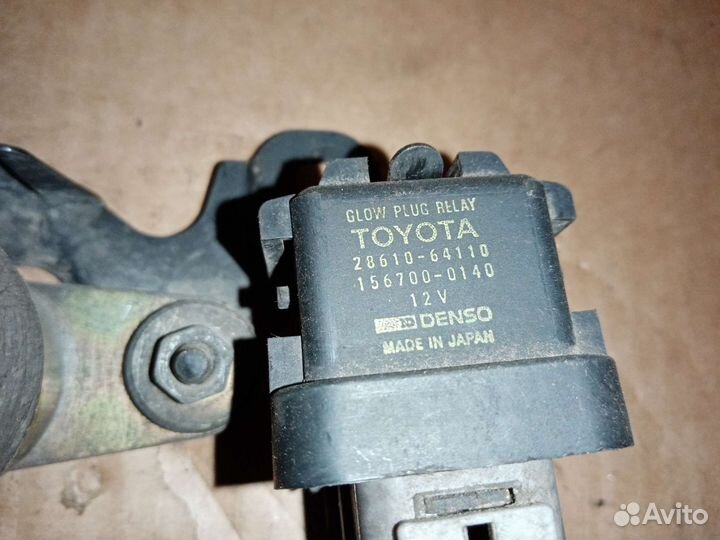 GLOW PLUG RELAY
TOYOTA
28610-64110
156700-0140
12V
DENSO
MADE IN JAPAN
Avito